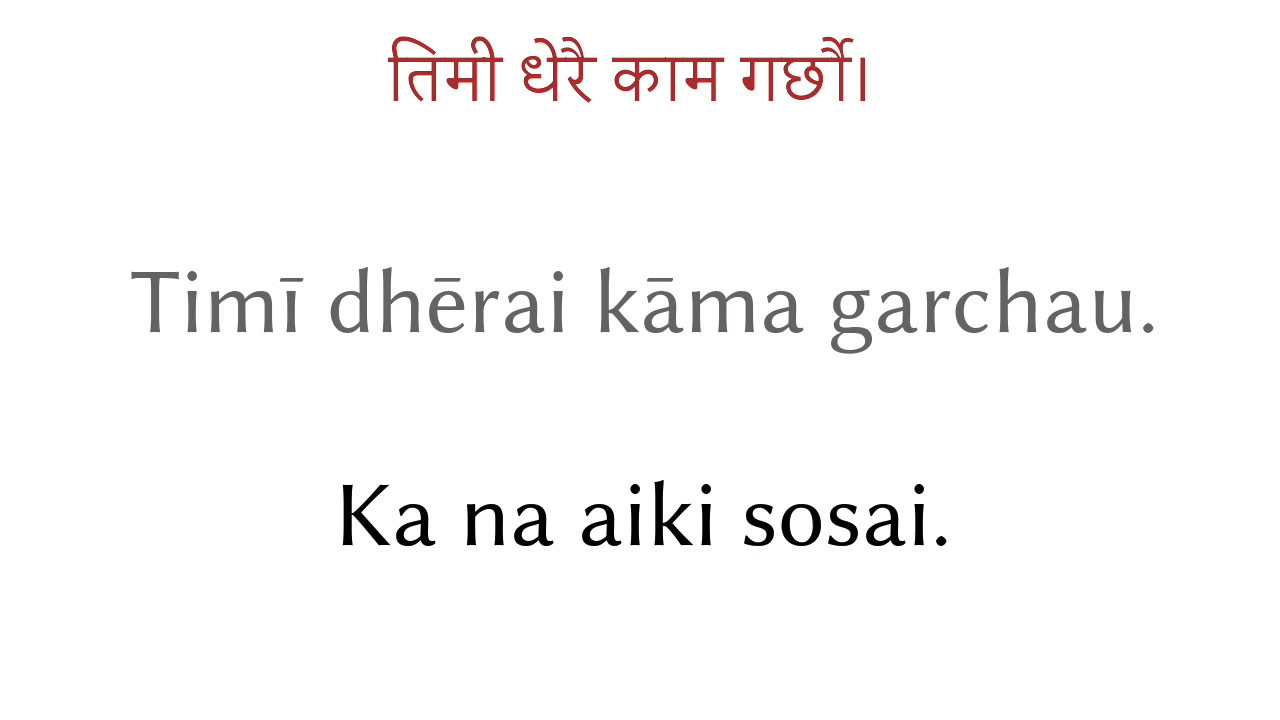 तिमी धेरै काम गर्छौ।
Timī dhērai kāma garchau.
Ka na aiki sosai.